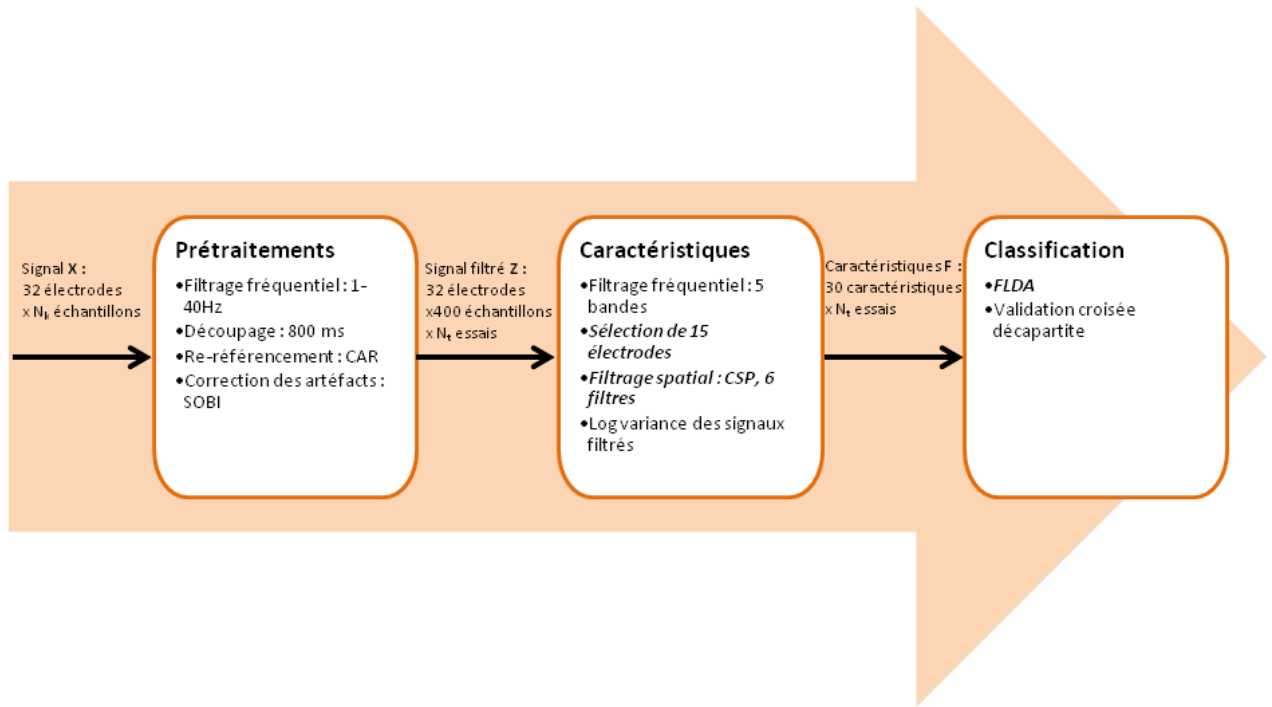 Signal X :
32 électrodes
x Nₖ échantillons
Prétraitements
•Filtrage fréquentiel : 1-
40Hz
•Découpage : 800 ms
•Re-référencement : CAR
•Correction des artéfacts :
SOBI
Signal filtré Z :
32 électrodes
x400 échantillons
x Nₜ essais
Caractéristiques
•Filtrage fréquentiel : 5
bandes
•Sélection de 15
électrodes
•Filtrage spatial : CSP, 6
filtres
•Log variance des signaux
filtrés
Caractéristiques F :
30 caractéristiques
x Nₜ essais
Classification
•FLDA
•Validation croisée
décapartite